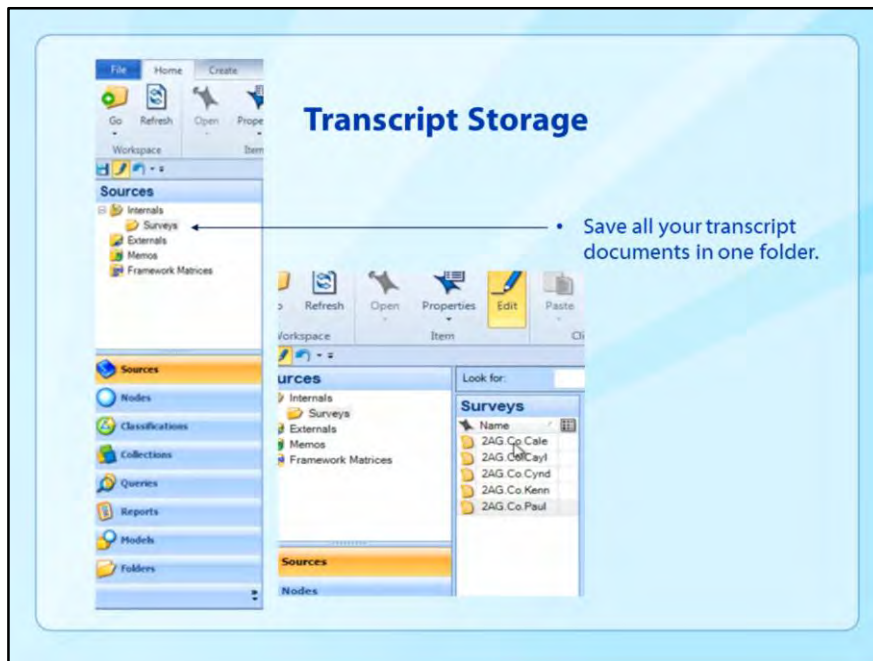 File Home Create
Transcript Storage
Go Refresh Open Prope
Workspace Item
Sources
Internals
Surveys
Externals
Memos
Framework Matrices
• Save all your transcript
documents in one folder.
Sources
Nodes
Classifications
Collections
Queries
Reports
Models
Folders
Refresh Open Properties Edit Paste
Workspace Item
urces
Internals
Surveys
Externals
Memos
Framework Matrices
Sources
Nodes
Look for:
Surveys
Name
2AG.Co.Cale
2AG.Co.Cayl
2AG.Co.Cynd
2AG.Co.Kenn
2AG.Co.Paul